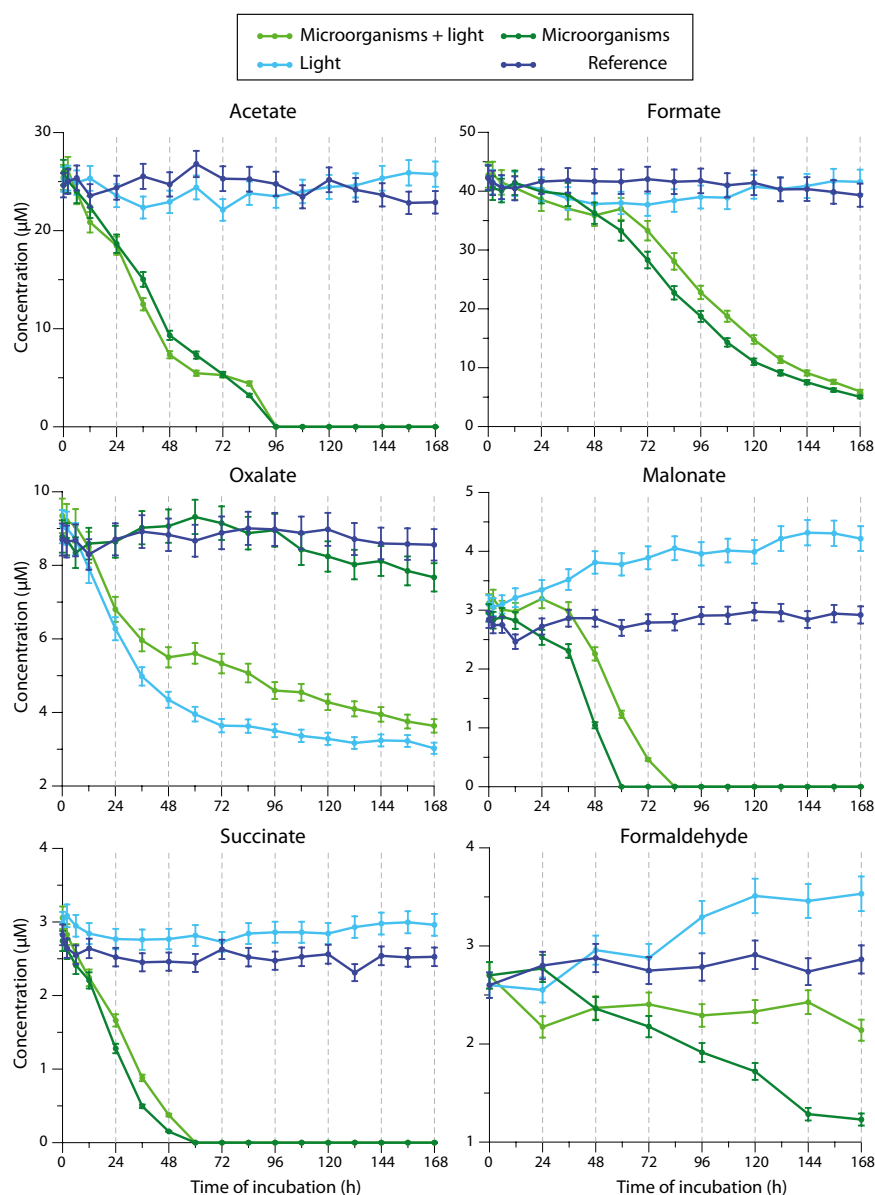 Microorganisms + light Microorganisms
Light Reference
Acetate Formate
Concentration (µM)
30
20
10
0
0 24 48 72 96 120 144 168
50
40
30
20
10
0
0 24 48 72 96 120 144 168
Oxalate Malonate
Concentration (µM)
10
8
6
4
2
0 24 48 72 96 120 144 168
5
4
3
2
1
0
0 24 48 72 96 120 144 168
Succinate Formaldehyde
Concentration (µM)
4
3
2
1
0
0 24 48 72 96 120 144 168
Time of incubation (h)
4
3
2
1
0 24 48 72 96 120 144 168
Time of incubation (h)